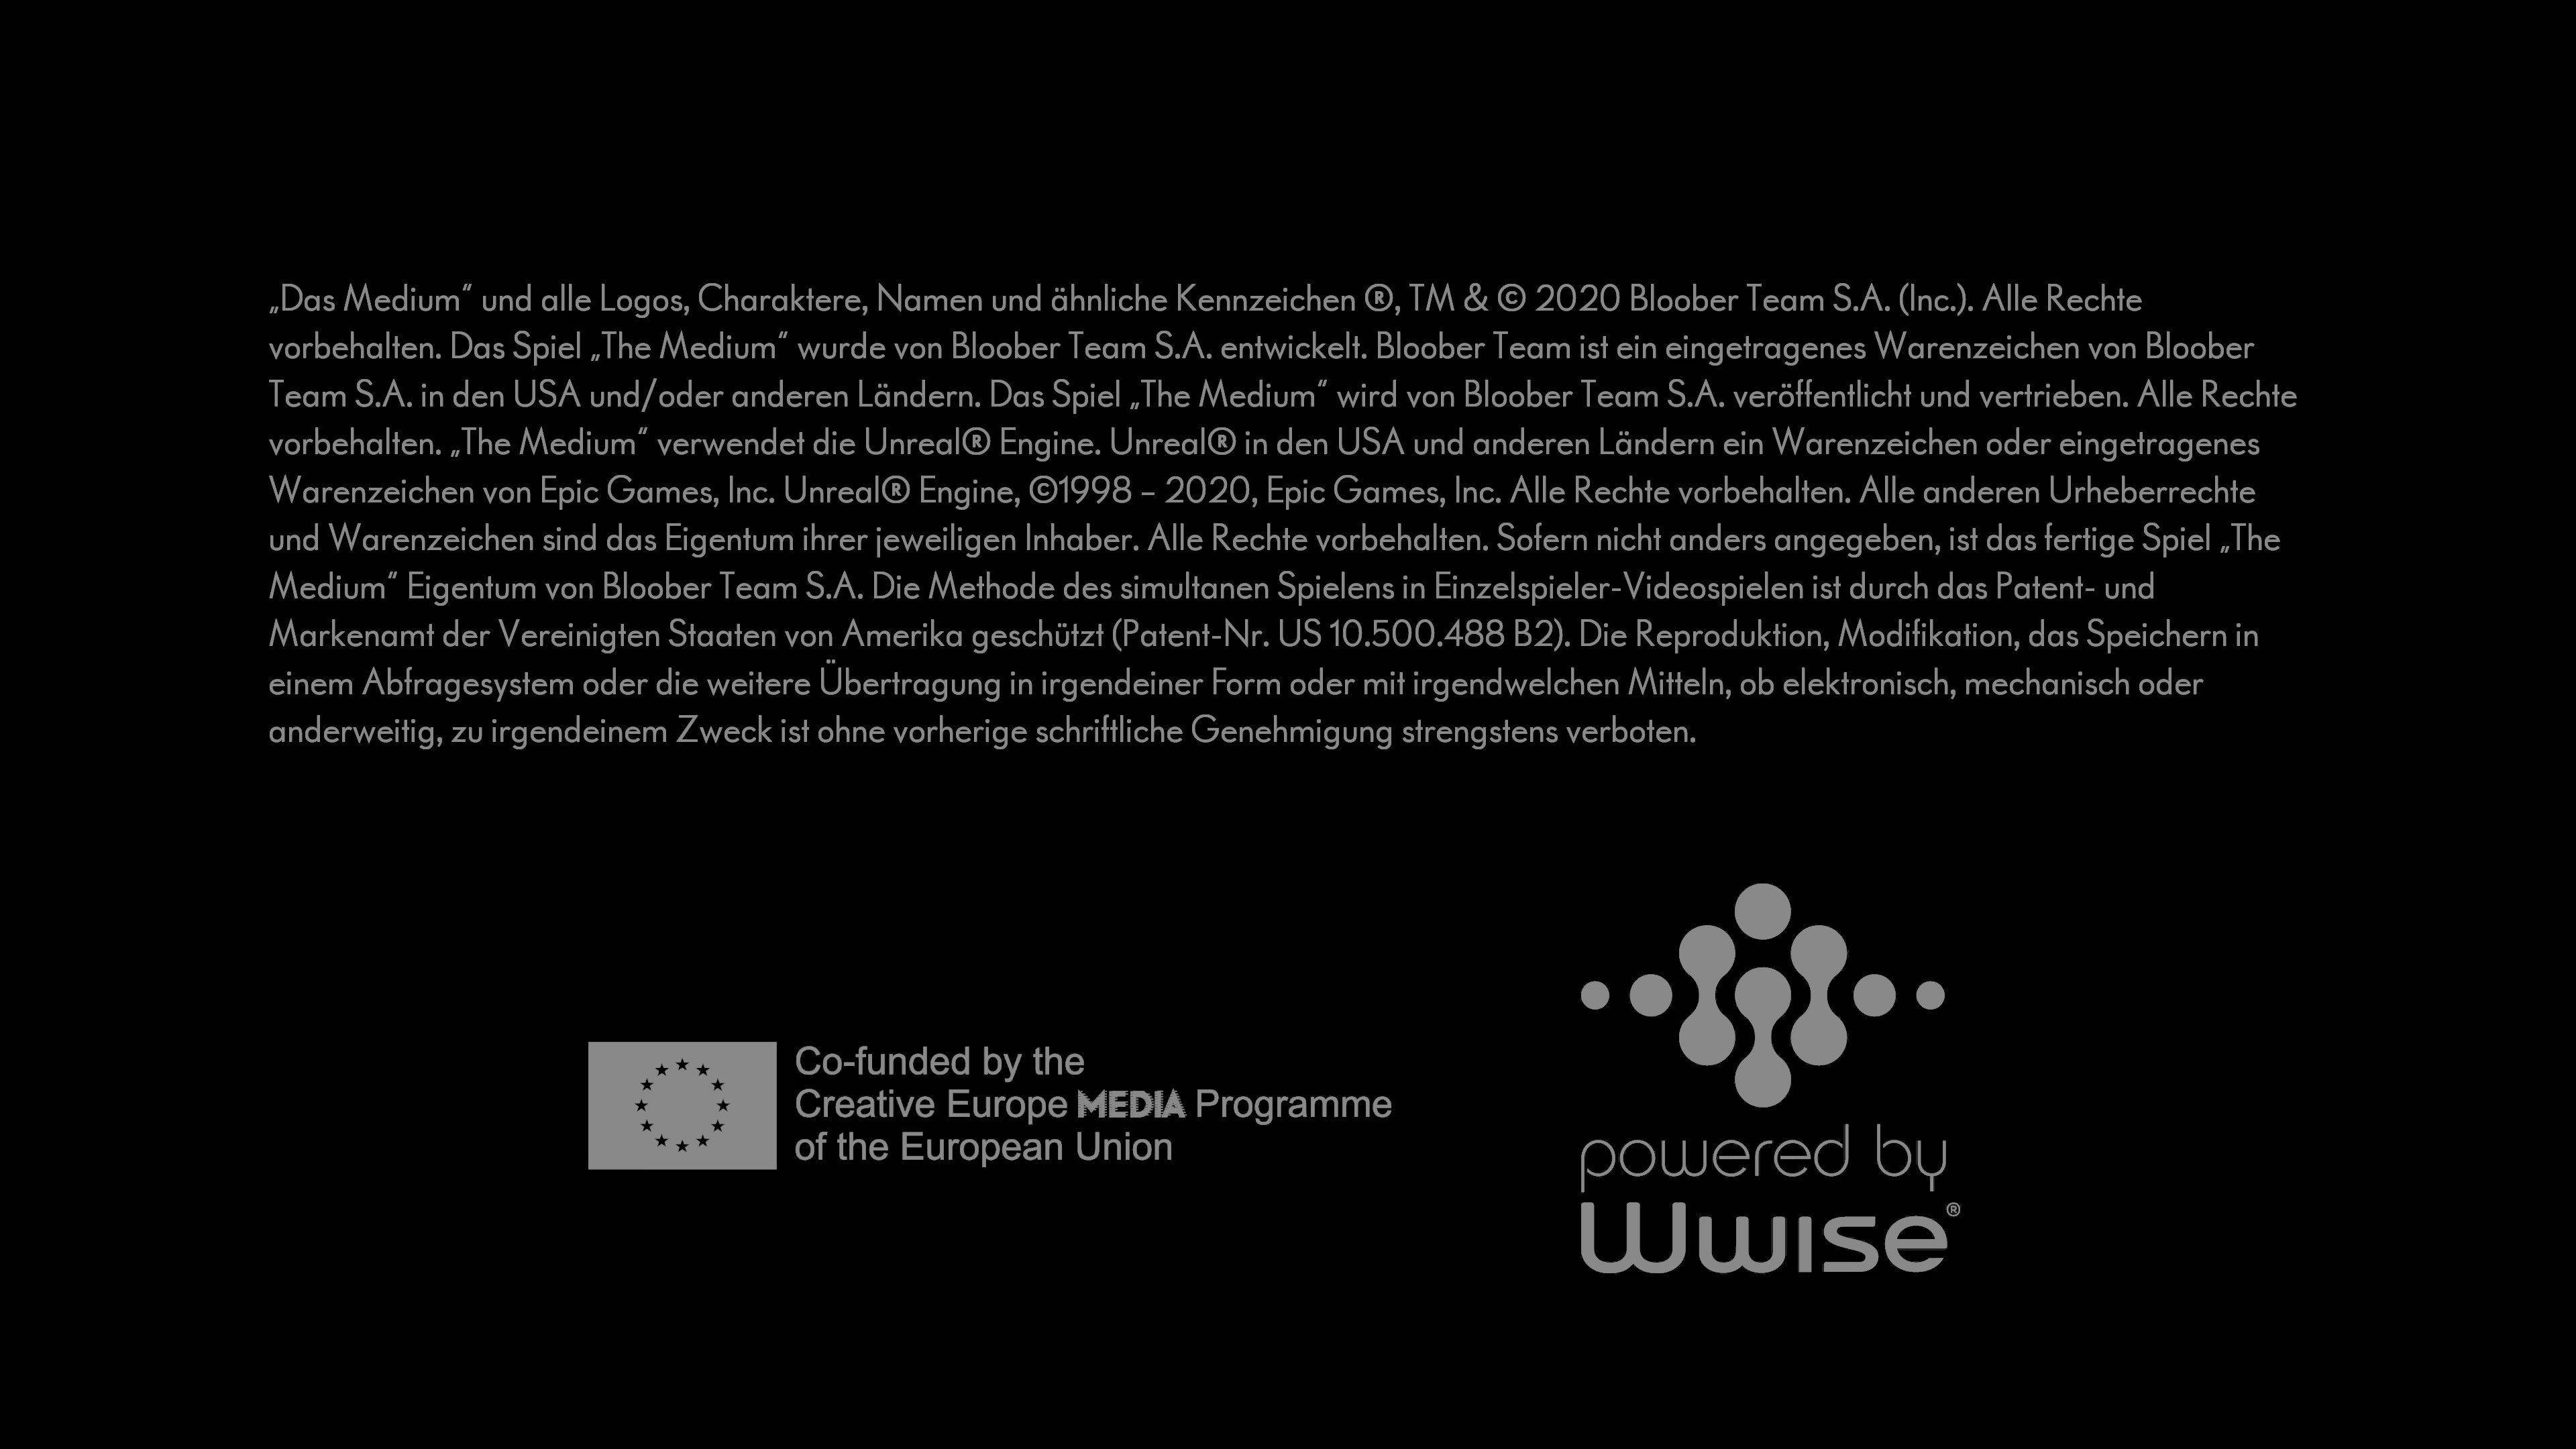 „Das Medium“ und alle Logos, Charaktere, Namen und ähnliche Kennzeichen ®, TM & © 2020 Bloober Team S.A. (Inc.). Alle Rechte
vorbehalten. Das Spiel „The Medium“ wurde von Bloober Team S.A. entwickelt. Bloober Team ist ein eingetragenes Warenzeichen von Bloober
Team S.A. in den USA und/oder anderen Ländern. Das Spiel „The Medium“ wird von Bloober Team S.A. veröffentlicht und vertrieben. Alle Rechte
vorbehalten. „The Medium“ verwendet die Unreal® Engine. Unreal® in den USA und anderen Ländern ein Warenzeichen oder eingetragenes
Warenzeichen von Epic Games, Inc. Unreal® Engine, ©1998 – 2020, Epic Games, Inc. Alle Rechte vorbehalten. Alle anderen Urheberrechte
und Warenzeichen sind das Eigentum ihrer jeweiligen Inhaber. Alle Rechte vorbehalten. Sofern nicht anders angegeben, ist das fertige Spiel „The
Medium“ Eigentum von Bloober Team S.A. Die Methode des simultanen Spielens in Einzelspieler-Videospielen ist durch das Patent- und
Markenamt der Vereinigten Staaten von Amerika geschützt (Patent-Nr. US 10.500.488 B2). Die Reproduktion, Modifikation, das Speichern in
einem Abfragesystem oder die weitere Übertragung in irgendeiner Form oder mit irgendwelchen Mitteln, ob elektronisch, mechanisch oder
anderweitig, zu irgendeinem Zweck ist ohne vorherige schriftliche Genehmigung strengstens verboten.
Co-funded by the
Creative Europe MEDIA Programme
of the European Union
powered by
Wwise®